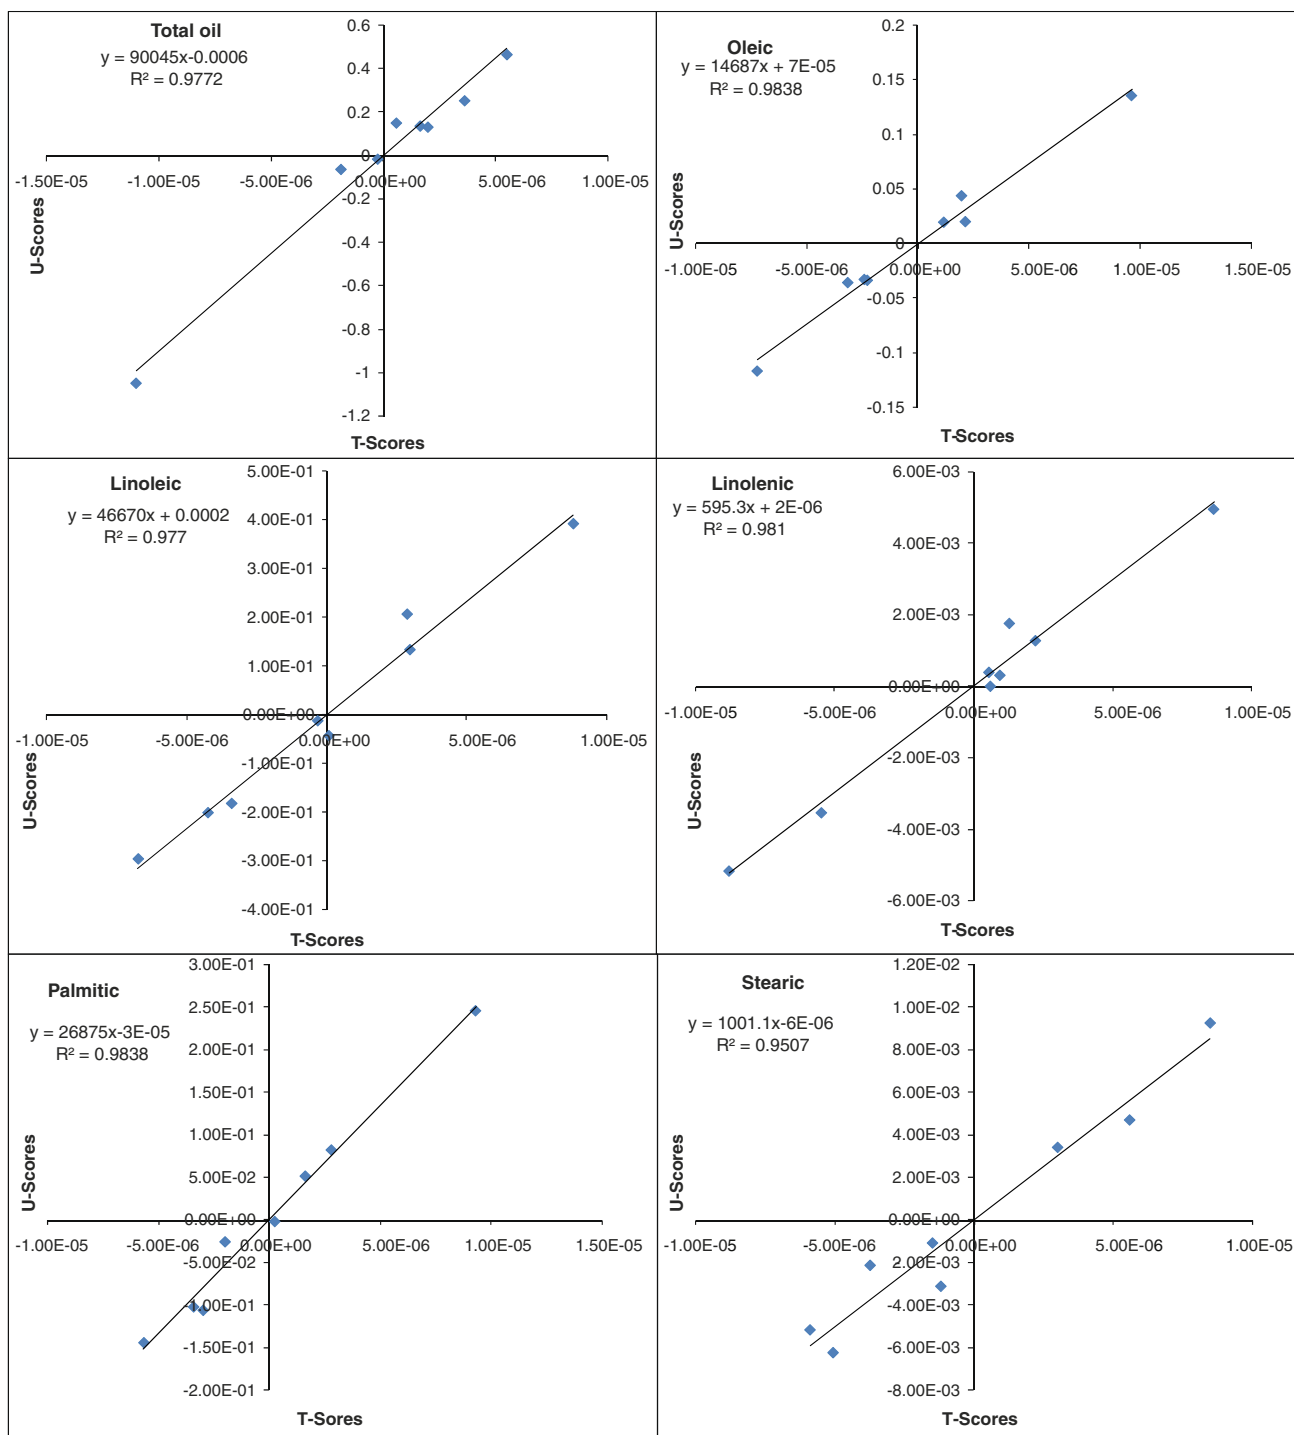 Total oil
y = 90045x-0.0006
R² = 0.9772
0.6
0.4
0.2
0
-0.2
-0.4
-0.6
-0.8
-1
-1.2
-1.50E-05 -1.00E-05 -5.00E-06 0.00E+00 5.00E-06 1.00E-05
U-Scores
T-Scores
Oleic
y = 14687x + 7E-05
R² = 0.9838
0.2
0.15
0.1
0.05
0
-0.05
-0.1
-0.15
-1.00E-05 -5.00E-06 0.00E+00 5.00E-06 1.00E-05 1.50E-05
U-Scores
T-Scores
Linoleic
y = 46670x + 0.0002
R² = 0.977
5.00E-01
4.00E-01
3.00E-01
2.00E-01
1.00E-01
0.00E+00
-1.00E-01
-2.00E-01
-3.00E-01
-4.00E-01
-1.00E-05 -5.00E-06 0.00E+00 5.00E-06 1.00E-05
U-Scores
T-Scores
Linolenic
y = 595.3x + 2E-06
R² = 0.981
6.00E-03
4.00E-03
2.00E-03
0.00E+00
-2.00E-03
-4.00E-03
-6.00E-03
-1.00E-05 -5.00E-06 0.00E+00 5.00E-06 1.00E-05
U-Scores
T-Scores
Palmitic
y = 26875x-3E-05
R² = 0.9838
3.00E-01
2.50E-01
2.00E-01
1.50E-01
1.00E-01
5.00E-02
0.00E+00
-5.00E-02
-1.00E-01
-1.50E-01
-2.00E-01
-1.00E-05 -5.00E-06 0.00E+00 5.00E-06 1.00E-05 1.50E-05
U-Scores
T-Sores
Stearic
y = 1001.1x-6E-06
R² = 0.9507
1.20E-02
1.00E-02
8.00E-03
6.00E-03
4.00E-03
2.00E-03
0.00E+00
-2.00E-03
-4.00E-03
-6.00E-03
-8.00E-03
-1.00E-05 -5.00E-06 0.00E+00 5.00E-06 1.00E-05
U-Scores
T-Scores